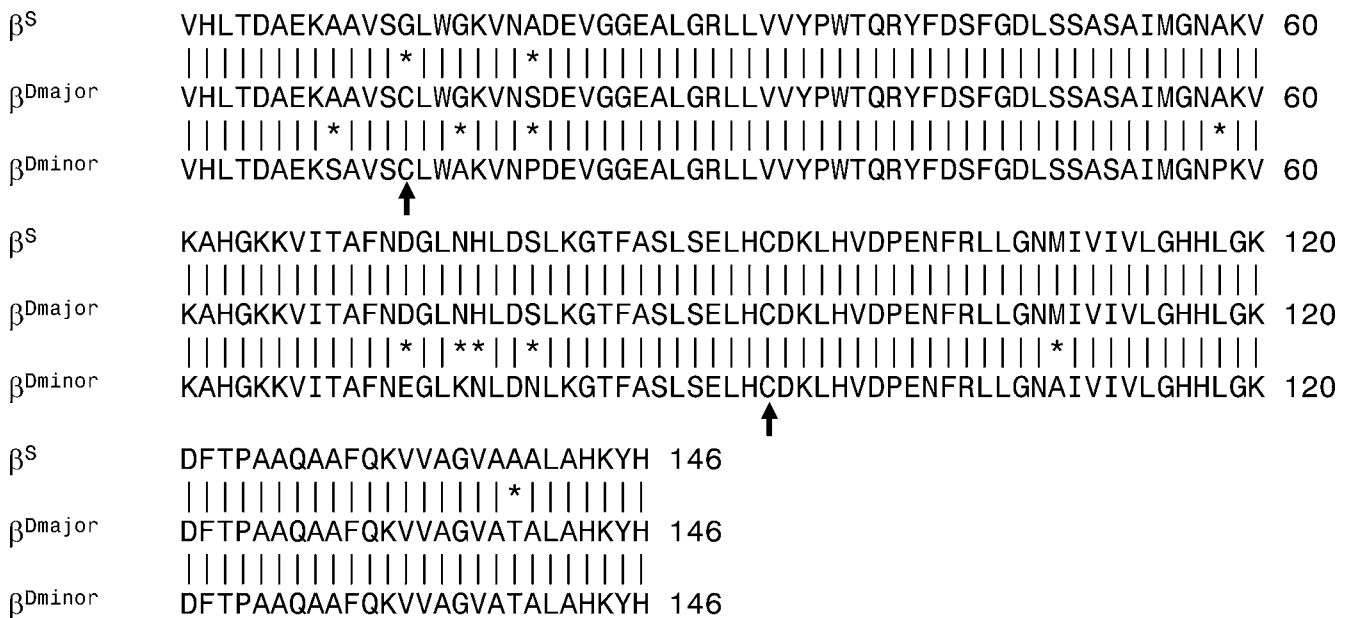 βS VHLTDAEKAAVSGLWGKVNADEVGGEALGRLLVVYPWTQRYFDSFGDLSSASAIMGNAKV 60
βDmajor VHLTDAEKAAVSCLWGKVNSDEVGGEALGRLLVVYPWTQRYFDSFGDLSSASAIMGNAKV 60
βDminor VHLTDAEKSAVSCLWAKVNPDEVGGEALGRLLVVYPWTQRYFDSFGDLSSASAIMGNPKV 60
βS KAHGKKVITAFNDGLNHLDSLKGTFASLSELHCDKLHVDPENFRLLGNMIVIVLGHHLGK 120
βDmajor KAHGKKVITAFNDGLNHLDSLKGTFASLSELHCDKLHVDPENFRLLGNMIVIVLGHHLGK 120
βDminor KAHGKKVITAFNEGLKNLDNLKGTFASLSELHCDKLHVDPENFRLLGNAIVIVLGHHLGK 120
βS DFTPAAQAAFQKVVAGVAAALAHKYH 146
βDmajor DFTPAAQAAFQKVVAGVATALAHKYH 146
βDminor DFTPAAQAAFQKVVAGVATALAHKYH 146